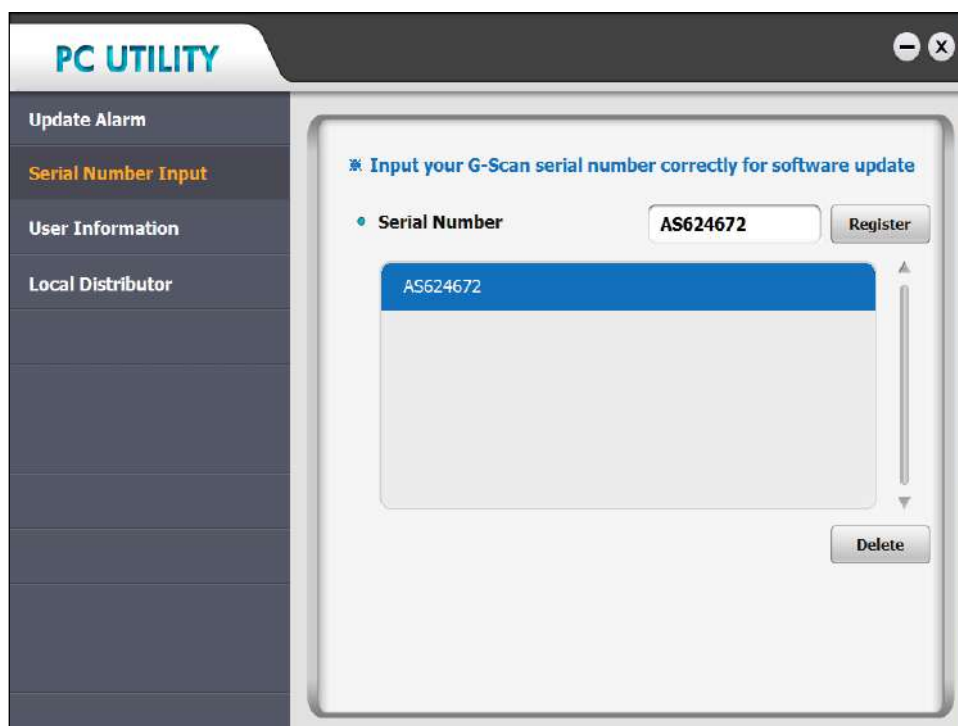 PC UTILITY
Update Alarm
Serial Number Input
User Information
Local Distributor
※ Input your G-Scan serial number correctly for software update
• Serial Number AS624672 Register
AS624672
Delete